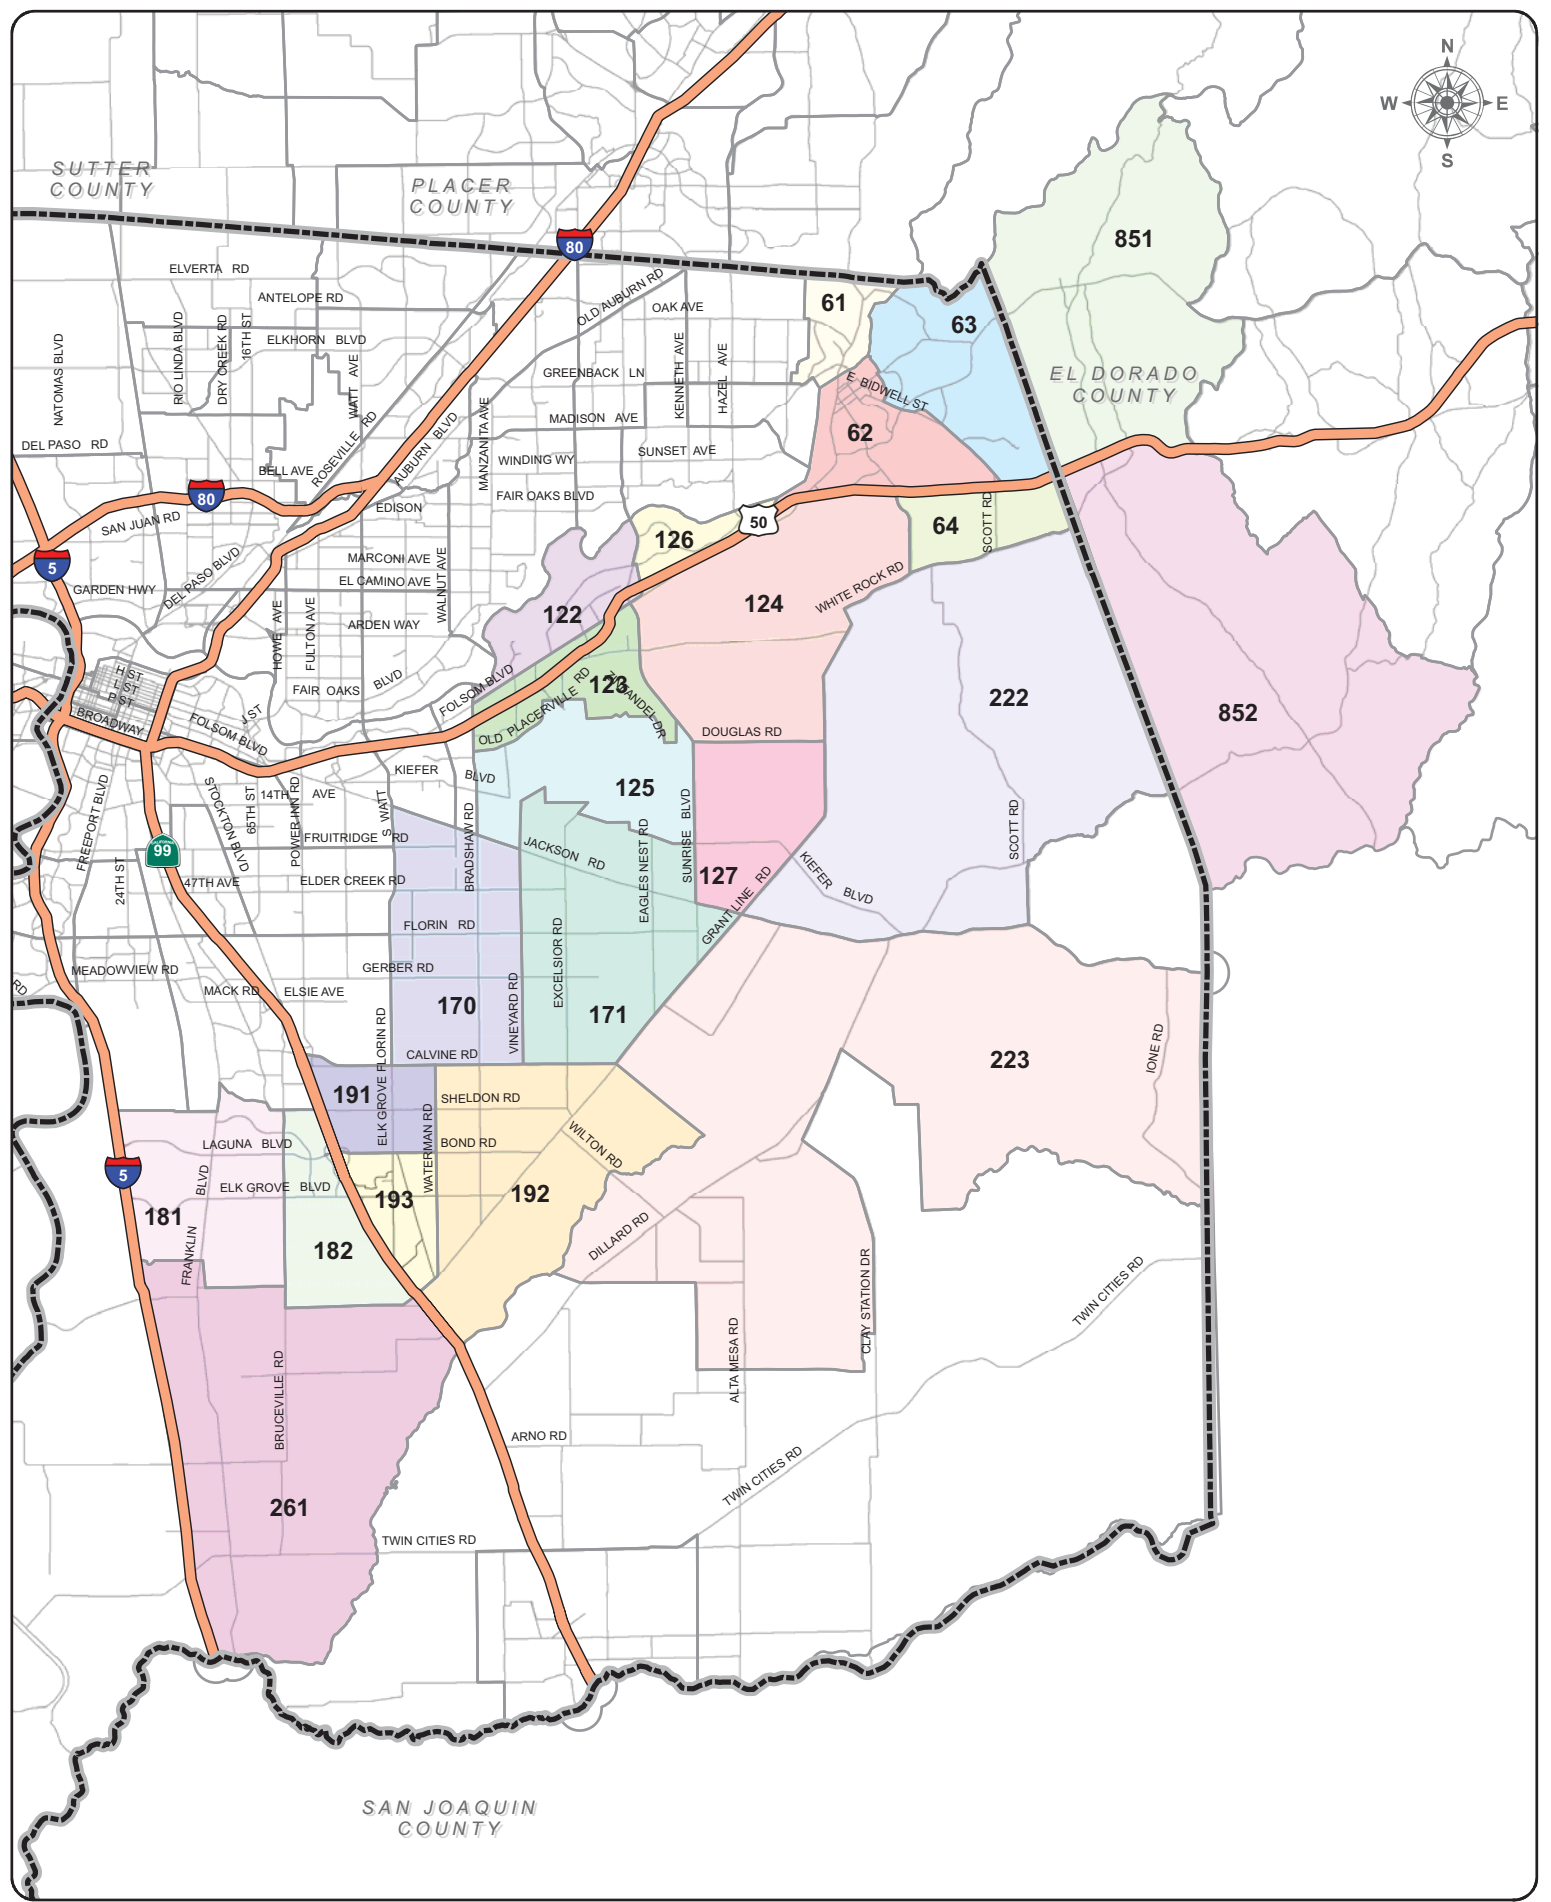 N
W E
S
SUTTER
COUNTY
PLACER
COUNTY
851
80
ELVERTA RD
OLD AUBURN RD
ANTELOPE RD
OAK AVE
61
63
NATOMAS BLVD
RIO LINDA BLVD
DRY CREEK RD
16TH ST
ELKHORN BLVD
WATT AVE
GREENBACK LN
KENNETH AVE
HAZEL AVE
E BIDWELL ST
EL DORADO
COUNTY
MADISON AVE
62
ROSEVILLE RD
AUBURN BLVD
MANZANITA AVE
DEL PASO RD
BELL AVE
WINDING WY
SUNSET AVE
80
FAIR OAKS BLVD
EDISON
SAN JUAN RD
50
64
SCOTT RD
126
5
MARCONI AVE
EL CAMINO AVE
GARDEN HWY
DEL PASO BLVD
WALNUT AVE
HOWE AVE
FULTON AVE
ARDEN WAY
122
124
WHITE ROCK RD
H ST
L ST
P ST
BROADWAY
FAIR OAKS BLVD
J ST
FOLSOM BLVD
FOLSOM BLVD
123
ZINFANDEL DR
OLD PLACERVILLE RD
222
852
DOUGLAS RD
KIEFER BLVD
125
FREEPORT BLVD
STOCKTON BLVD
65TH ST
14TH AVE
POWER INN RD
S. WATT
BRADSHAW RD
SUNRISE BLVD
SCOTT RD
99
FRUITRIDGE RD
JACKSON RD
EAGLES NEST RD
127
KIEFER BLVD
24TH ST
47TH AVE
ELDER CREEK RD
GRANT LINE RD
FLORIN RD
EXCELSIOR RD
MEADOWVIEW RD
GERBER RD
RD
MACK RD
ELSIE AVE
170
VINEYARD RD
171
ELK GROVE FLORIN RD
CALVINE RD
223
IONE RD
191
SHELDON RD
WATERMAN RD
LAGUNA BLVD
BOND RD
WILTON RD
5
BLVD
ELK GROVE BLVD
193
192
181
FRANKLIN
182
DILLARD RD
CLAY STATION DR
TWIN CITIES RD
ALTA MESA RD
BRUCEVILLE RD
ARNO RD
TWIN CITIES RD
261
TWIN CITIES RD
SAN JOAQUIN
COUNTY